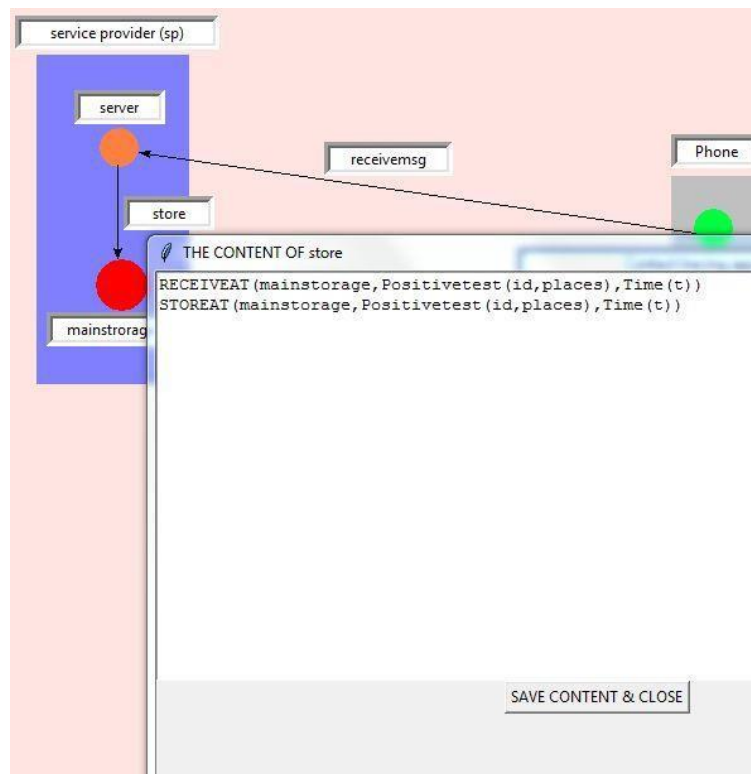 service provider (sp)
server
receivemsg
Phone
store
THE CONTENT OF store
RECEIVEAT(mainstorage,Positivetest(id,places),Time(t))
STOREAT(mainstorage,Positivetest(id,places),Time(t))
mainstrorag
SAVE CONTENT & CLOSE